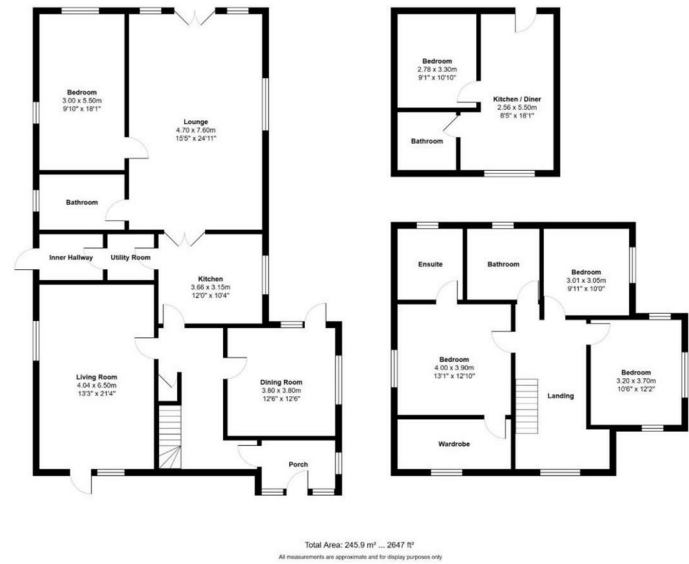 Bedroom
3.00 x 5.50m
9'10" x 18'1"
Lounge
4.70 x 7.60m
15'5" x 24'11"
Bathroom
Inner Hallway
Utility Room
Kitchen
3.66 x 3.15m
12'0" x 10'4"
Living Room
4.04 x 6.50m
13'3" x 21'4"
Dining Room
3.80 x 3.80m
12'6" x 12'6"
Porch
Bedroom
2.78 x 3.30m
9'1" x 10'10"
Kitchen / Diner
2.56 x 5.50m
8'5" x 18'1"
Bathroom
Ensuite
Bathroom
Bedroom
3.01 x 3.05m
9'11" x 10'0"
Bedroom
4.00 x 3.90m
13'1" x 12'10"
Bedroom
3.20 x 3.70m
10'6" x 12'2"
Landing
Wardrobe
Total Area: 245.9 m² ... 2647 ft²
All measurements are approximate and for display purposes only